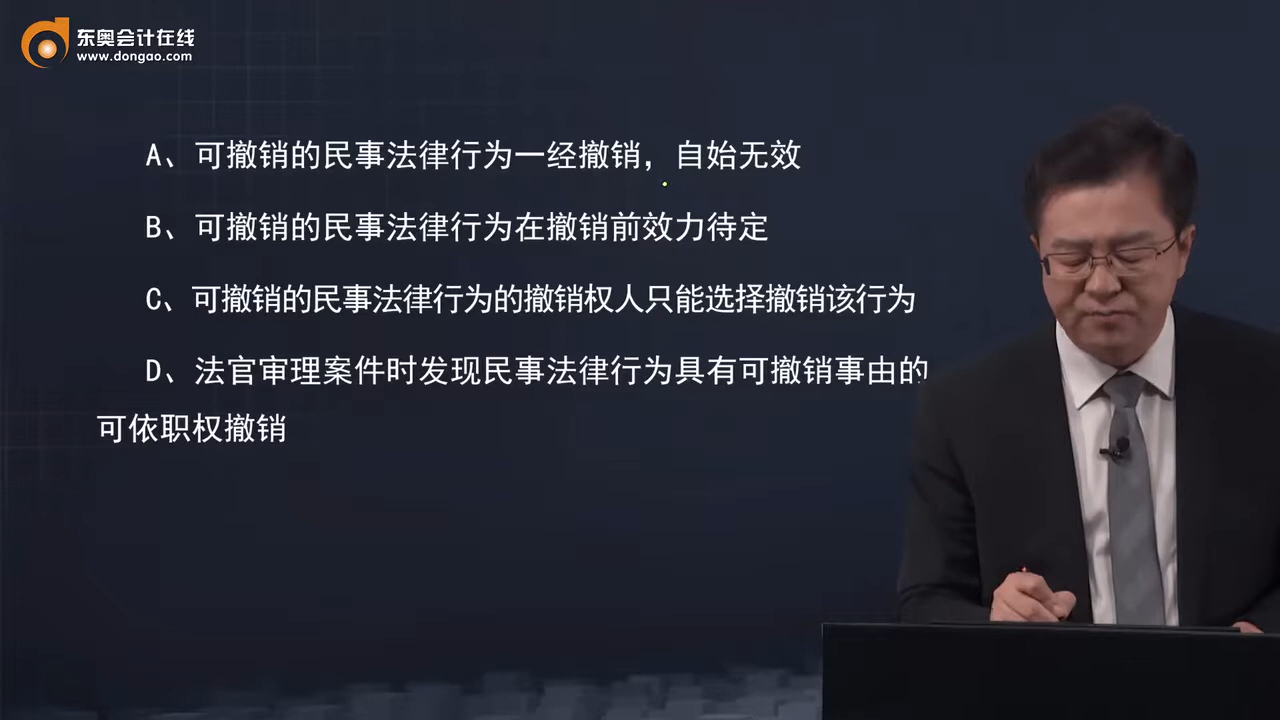 东奥会计在线
www.dongao.com
A、可撤销的民事法律行为一经撤销，自始无效
B、可撤销的民事法律行为在撤销前效力待定
C、可撤销的民事法律行为的撤销权人只能选择撤销该行为
D、法官审理案件时发现民事法律行为具有可撤销事由的
可依职权撤销